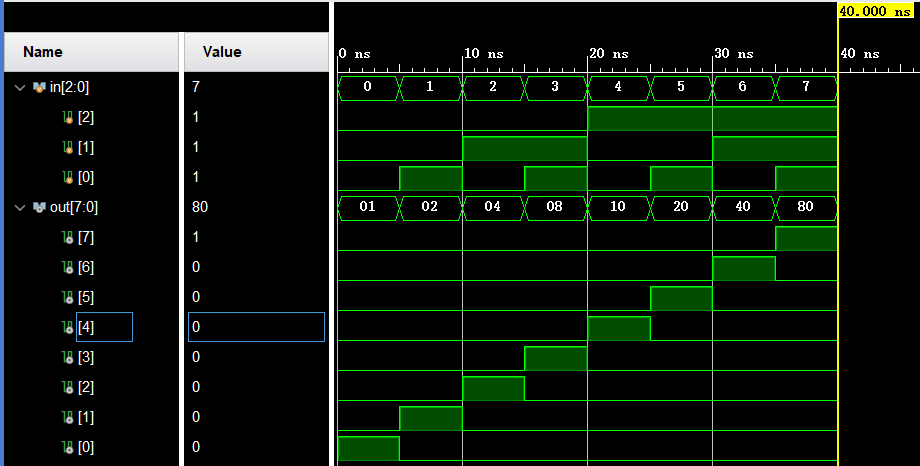 40.000 ns
Name Value
0 ns 10 ns 20 ns 30 ns 40 ns
in[2:0] 7 0 1 2 3 4 5 6 7
[2] 1
[1] 1
[0] 1
out[7:0] 80 01 02 04 08 10 20 40 80
[7] 1
[6] 0
[5] 0
[4] 0
[3] 0
[2] 0
[1] 0
[0] 0